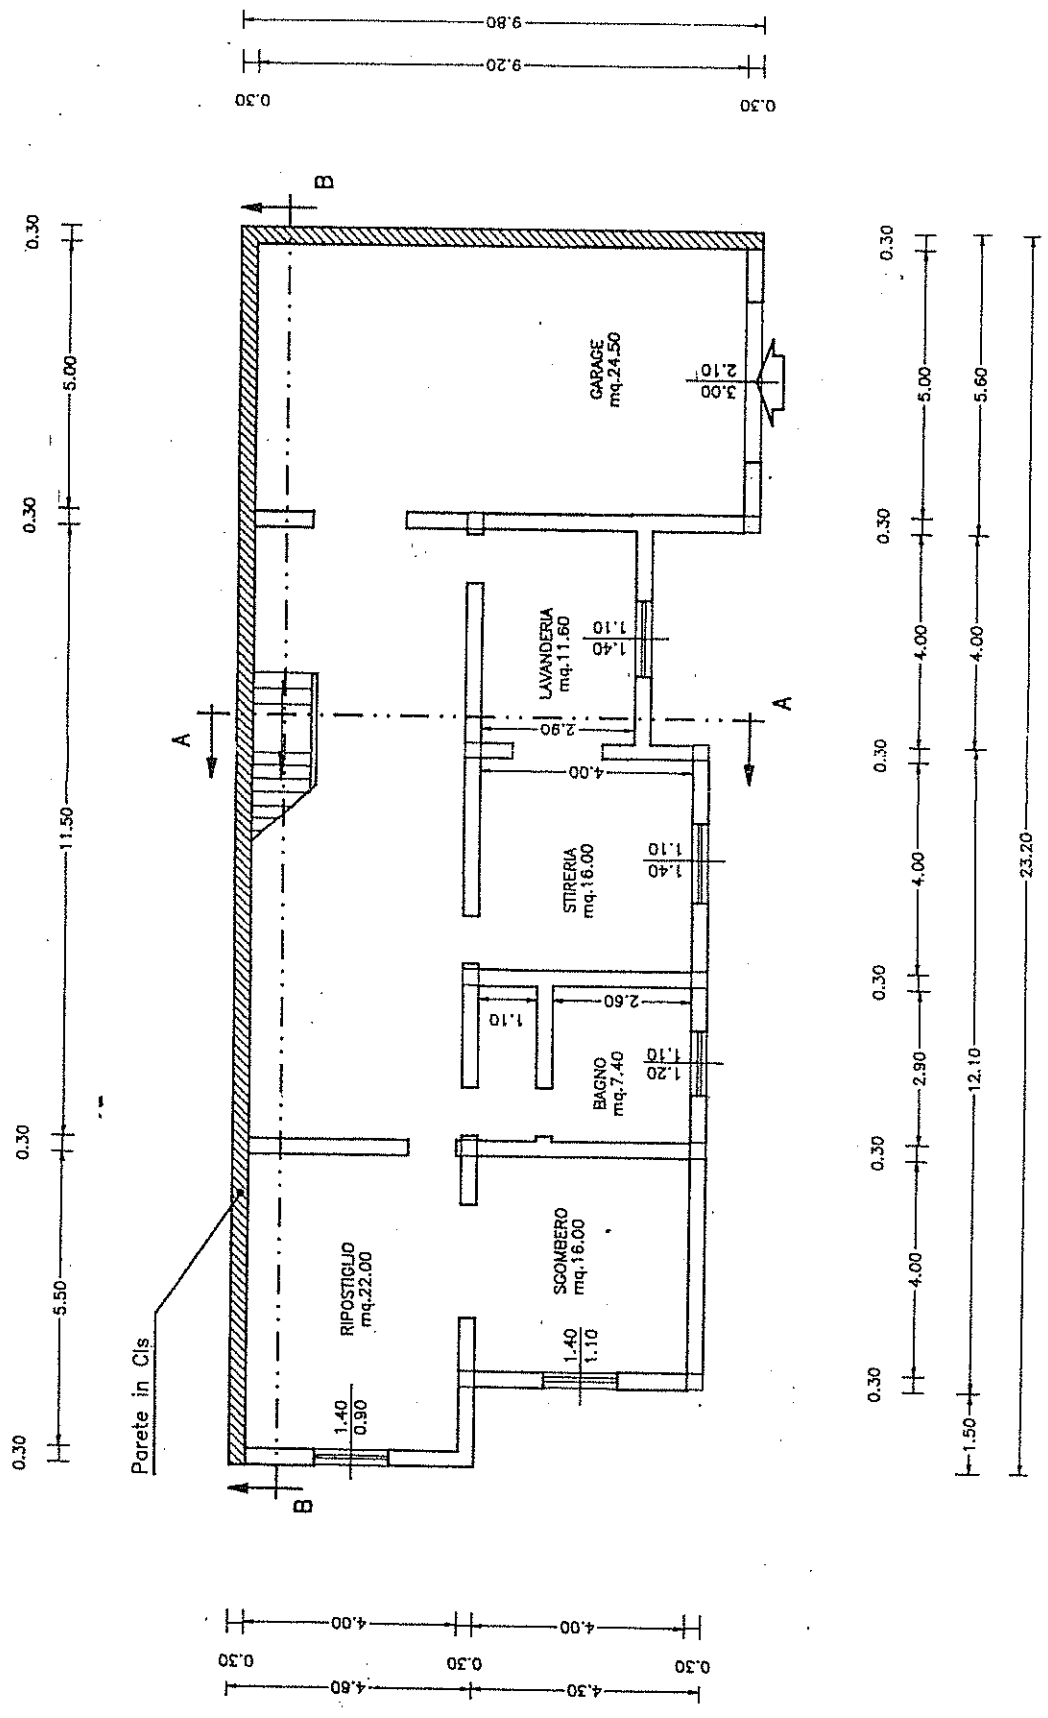 0.30
5.50
0.30
11.50
0.30
5.00
0.30
Parete in Cls
0.30
9.20
0.30
9.80
B
A
B
A
RIPOSTIGLIO
mq.22.00
1.40
0.90
SGOMBERO
mq.16.00
1.40
1.10
BAGNO
mq.7.40
1.20
1.10
1.10
2.60
STIRERIA
mq.16.00
1.40
1.10
4.00
LAVANDERIA
mq.11.60
1.40
1.10
2.90
GARAGE
mq.24.50
3.00
2.10
0.30
4.00
0.30
4.00
0.30
4.60
4.30
0.30
4.00
0.30
2.90
0.30
4.00
0.30
4.00
0.30
5.00
0.30
1.50
12.10
4.00
5.60
23.20